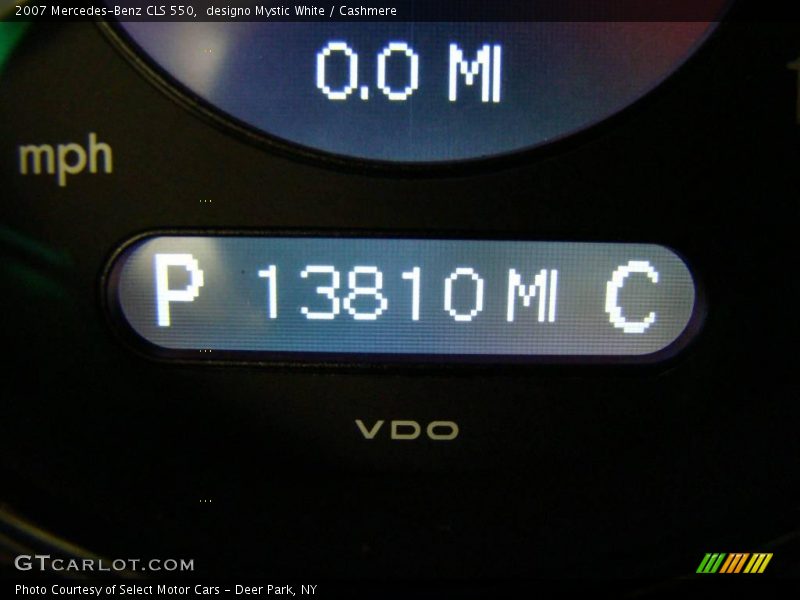 2007 Mercedes-Benz CLS 550,  designo Mystic White / Cashmere
0.0 MI
mph
P 13810 MI C
VDO
GTCARLOT.COM
Photo Courtesy of Select Motor Cars - Deer Park, NY